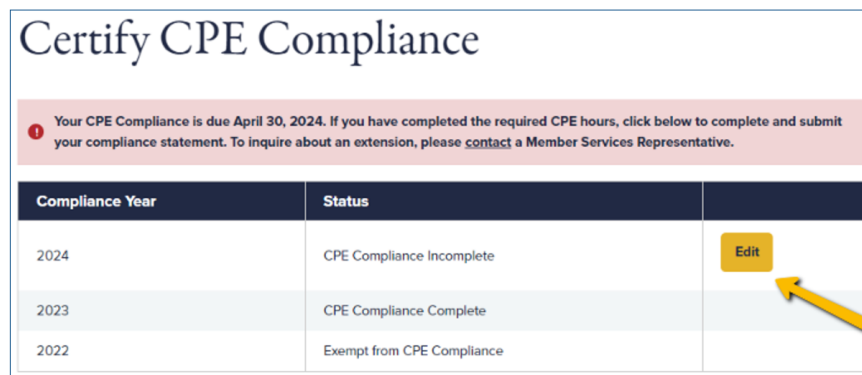 Certify CPE Compliance
Your CPE Compliance is due April 30, 2024. If you have completed the required CPE hours, click below to complete and submit
your compliance statement. To inquire about an extension, please contact a Member Services Representative.
Compliance Year Status
2024 CPE Compliance Incomplete Edit
2023 CPE Compliance Complete
2022 Exempt from CPE Compliance